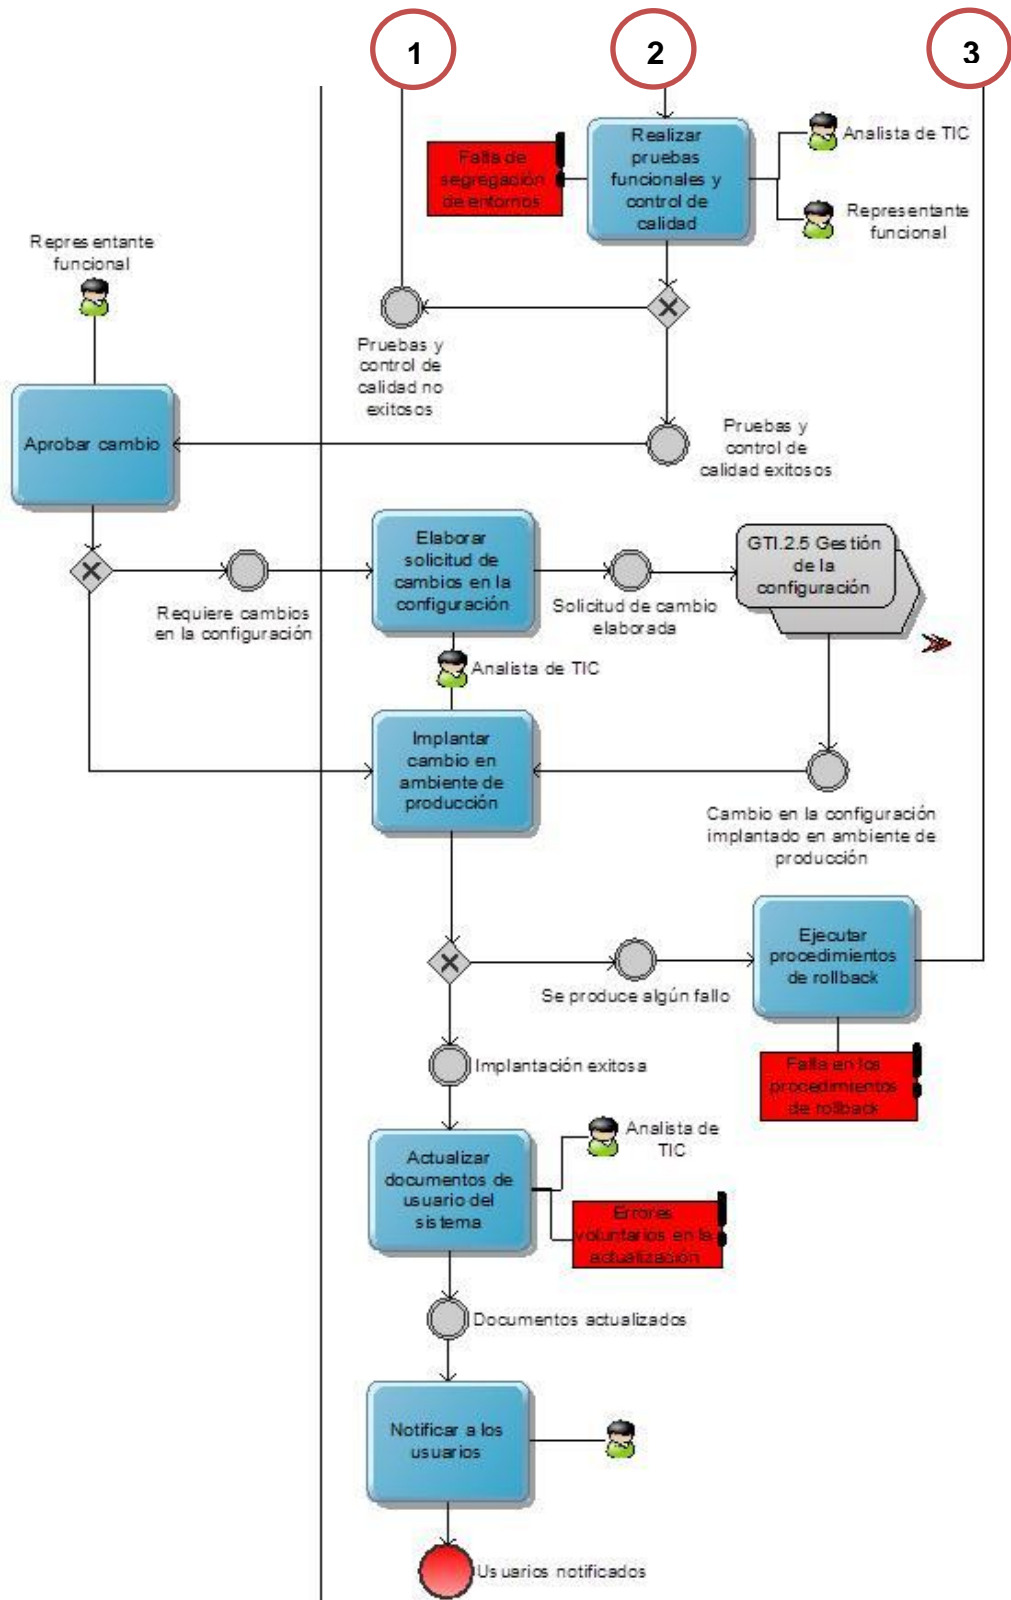 1
2
3
Realizar
pruebas
funcionales y
control de
calidad
Falta de
segregación
de entornos
Analista de TIC
Representante
funcional
Representante
funcional
Pruebas y
control de
calidad no
exitosos
Aprobar cambio
Pruebas y
control de
calidad exitosos
Requiere cambios
en la configuración
Elaborar
solicitud de
cambios en la
configuración
Solicitud de cambio
elaborada
GTI.2.5 Gestión
de la
configuración
Analista de TIC
Implantar
cambio en
ambiente de
producción
Cambio en la configuración
implantado en ambiente de
producción
Se produce algún fallo
Ejecutar
procedimientos
de rollback
Falla en los
procedimientos
de rollback
Implantación exitosa
Actualizar
documentos de
usuario del
sistema
Analista de
TIC
Errores
voluntarios en la
actualización
Documentos actualizados
Notificar a los
usuarios
Usuarios notificados